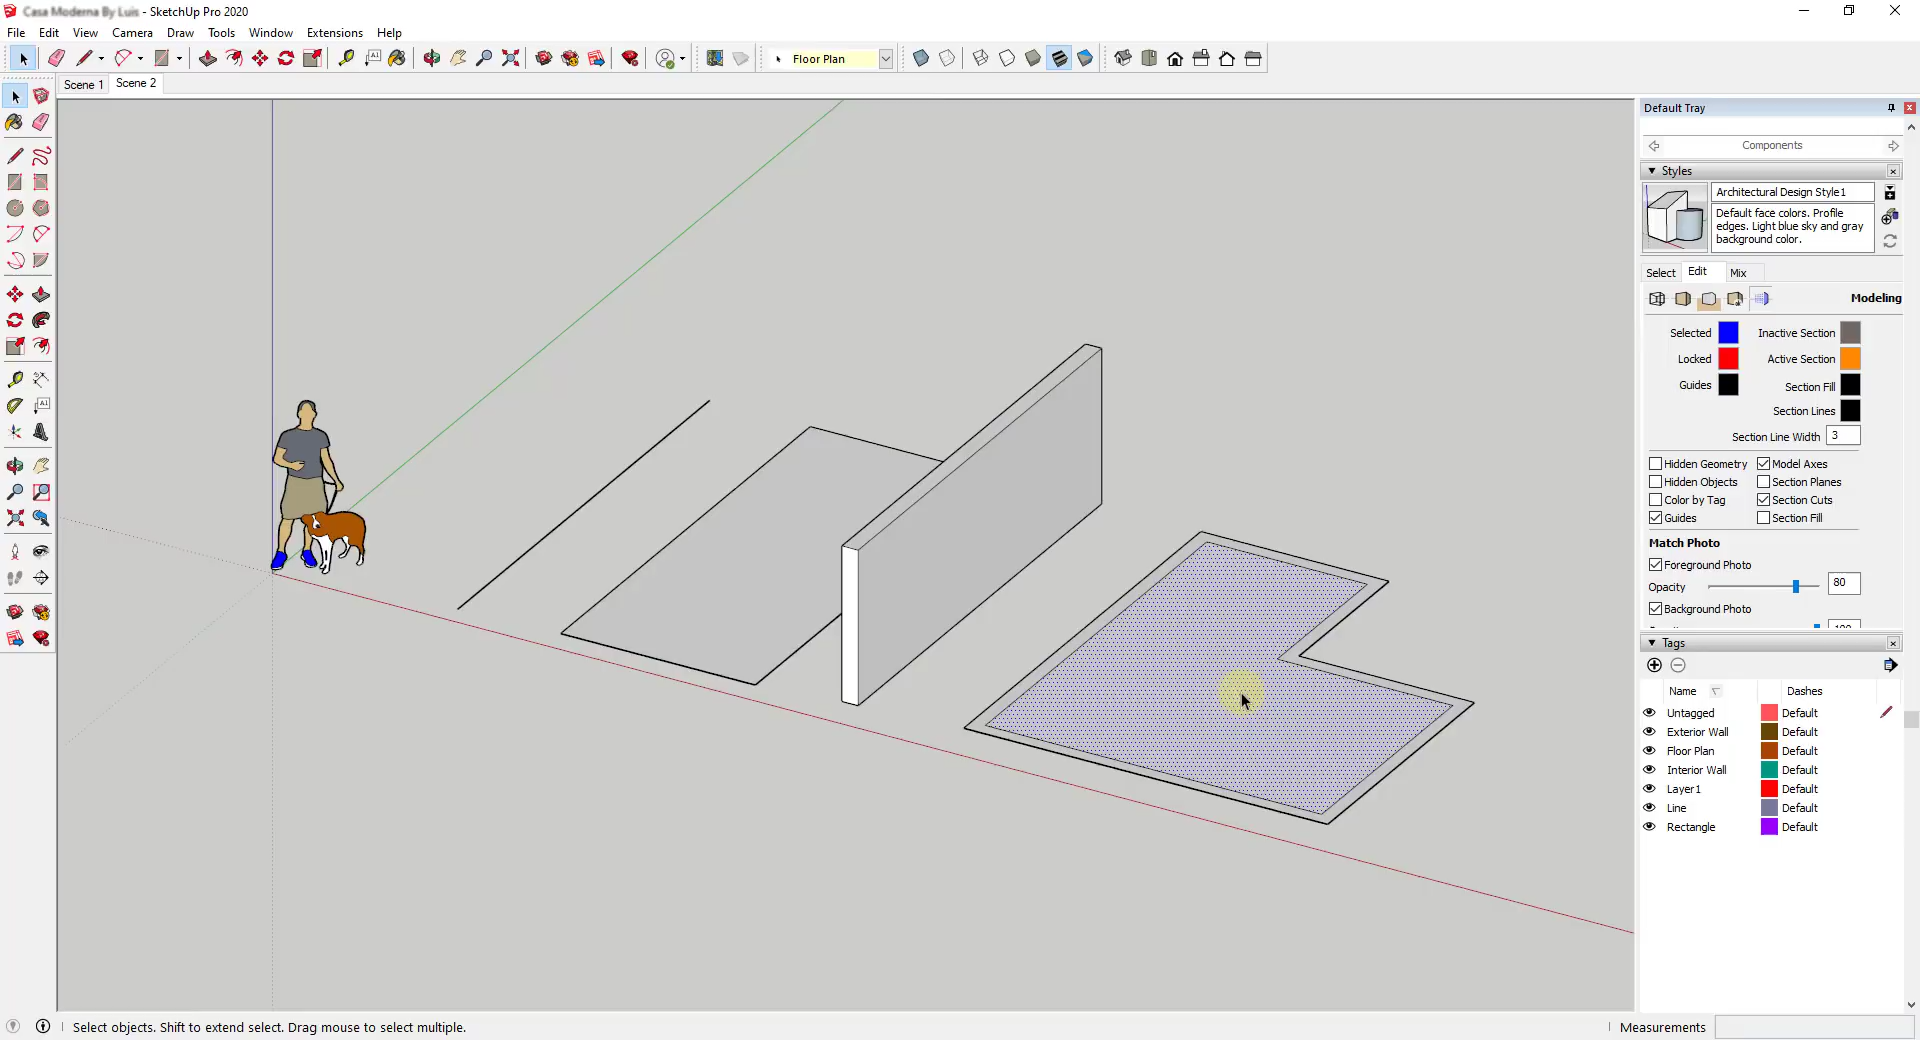 Casa Moderna By Luis - SketchUp Pro 2020
File Edit View Camera Draw Tools Window Extensions Help
Floor Plan
Scene 1 Scene 2
Default Tray
Components
Styles
Architectural Design Style1
Default face colors. Profile
edges. Light blue sky and gray
background color.
Select Edit Mix
Modeling
Selected Inactive Section
Locked Active Section
Guides Section Fill
Section Lines
Section Line Width 3
Hidden Geometry Model Axes
Hidden Objects Section Planes
Color by Tag Section Cuts
Guides Section Fill
Match Photo
Foreground Photo
Opacity 80
Background Photo
Tags
Name Dashes
Untagged Default
Exterior Wall Default
Floor Plan Default
Interior Wall Default
Layer1 Default
Line Default
Rectangle Default
Select objects. Shift to extend select. Drag mouse to select multiple.
Measurements